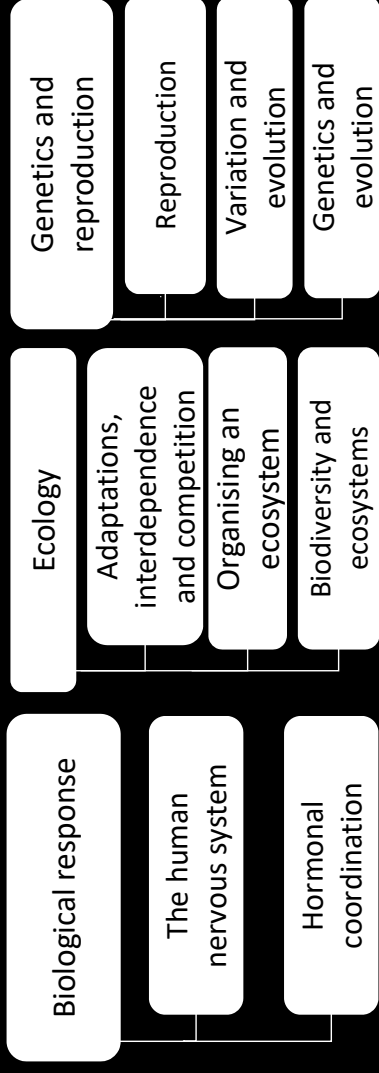 Biological response
The human
nervous system
Hormonal
coordination
Ecology
Adaptations,
interdependence
and competition
Organising an
ecosystem
Biodiversity and
ecosystems
Genetics and
reproduction
Reproduction
Variation and
evolution
Genetics and
evolution